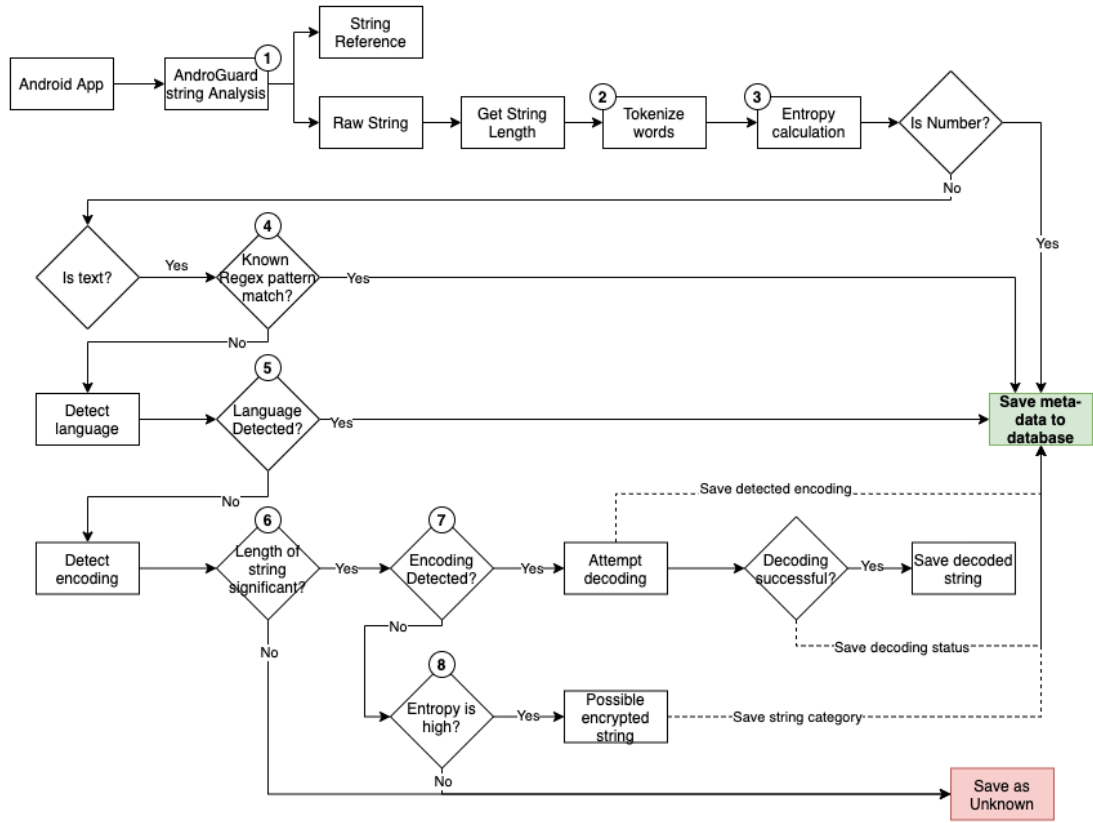 String
Reference
1
Android App
AndroGuard
string Analysis
Raw String
Get String
Length
2
Tokenize
words
3
Entropy
calculation
Is Number?
No
Yes
Is text?
Yes
4
Known
Regex pattern
match?
Yes
No
Detect
language
5
Language
Detected?
Yes
Save meta-
data to
database
No
Detect
encoding
6
Length of
string
significant?
Yes
7
Encoding
Detected?
Yes
Save detected encoding
Attempt
decoding
Decoding
successful?
Yes
Save decoded
string
No
No
Save decoding status
8
Entropy is
high?
Yes
Possible
encrypted
string
Save string category
No
Save as
Unknown